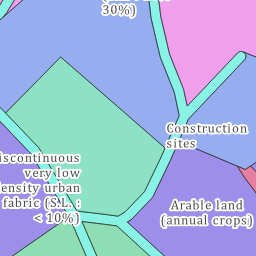 30%)
Construction
sites
iscontinuous
very low
ensity urban
fabric (S.L. :
< 10%)
Arable land
(annual crops)